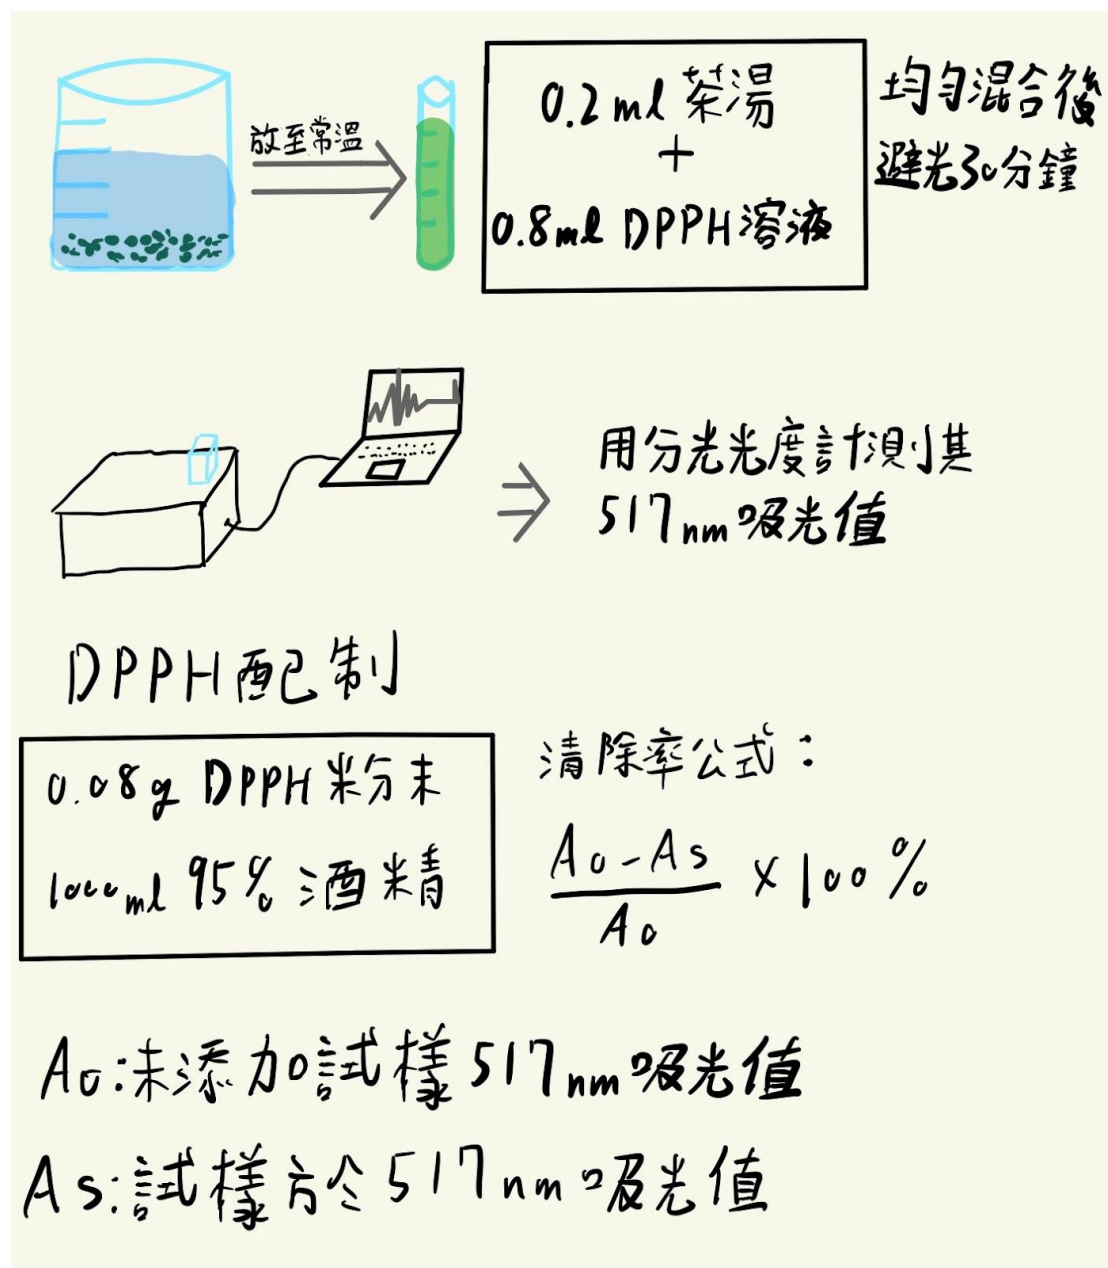 放至常溫
0.2ml 茶湯
+
0.8ml DPPH溶液
均勻混合後
避光30分鐘
用分光光度計測其
517nm吸光值
DPPH配制
0.08g DPPH粉末
1000ml 95%酒精
清除率公式：
A0-As
A0
×100%
A0:未添加試樣517nm吸光值
As:試樣於517nm吸光值